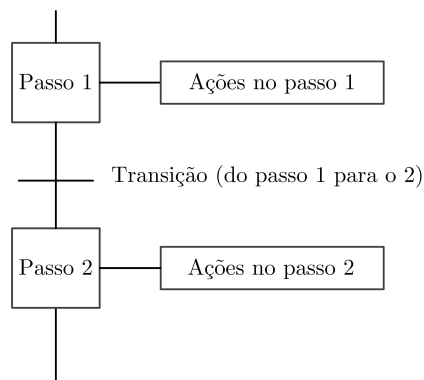 Passo 1
Ações no passo 1
Transição (do passo 1 para o 2)
Passo 2
Ações no passo 2